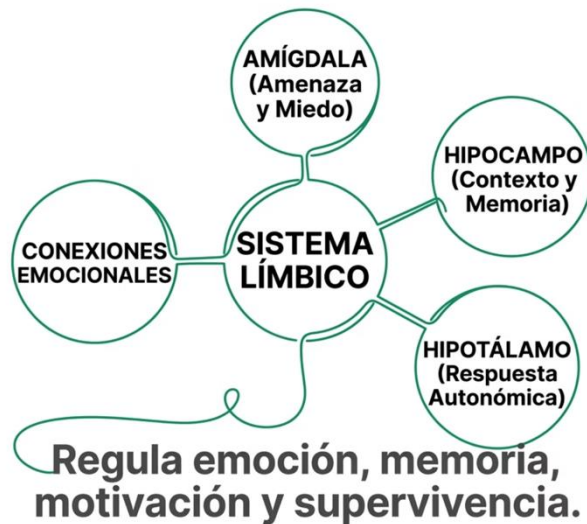 AMÍGDALA
(Amenaza
y Miedo)
HIPOCAMPO
(Contexto y
Memoria)
CONEXIONES
EMOCIONALES
SISTEMA
LÍMBICO
HIPOTÁLAMO
(Respuesta
Autonómica)
Regula emoción, memoria,
motivación y supervivencia.